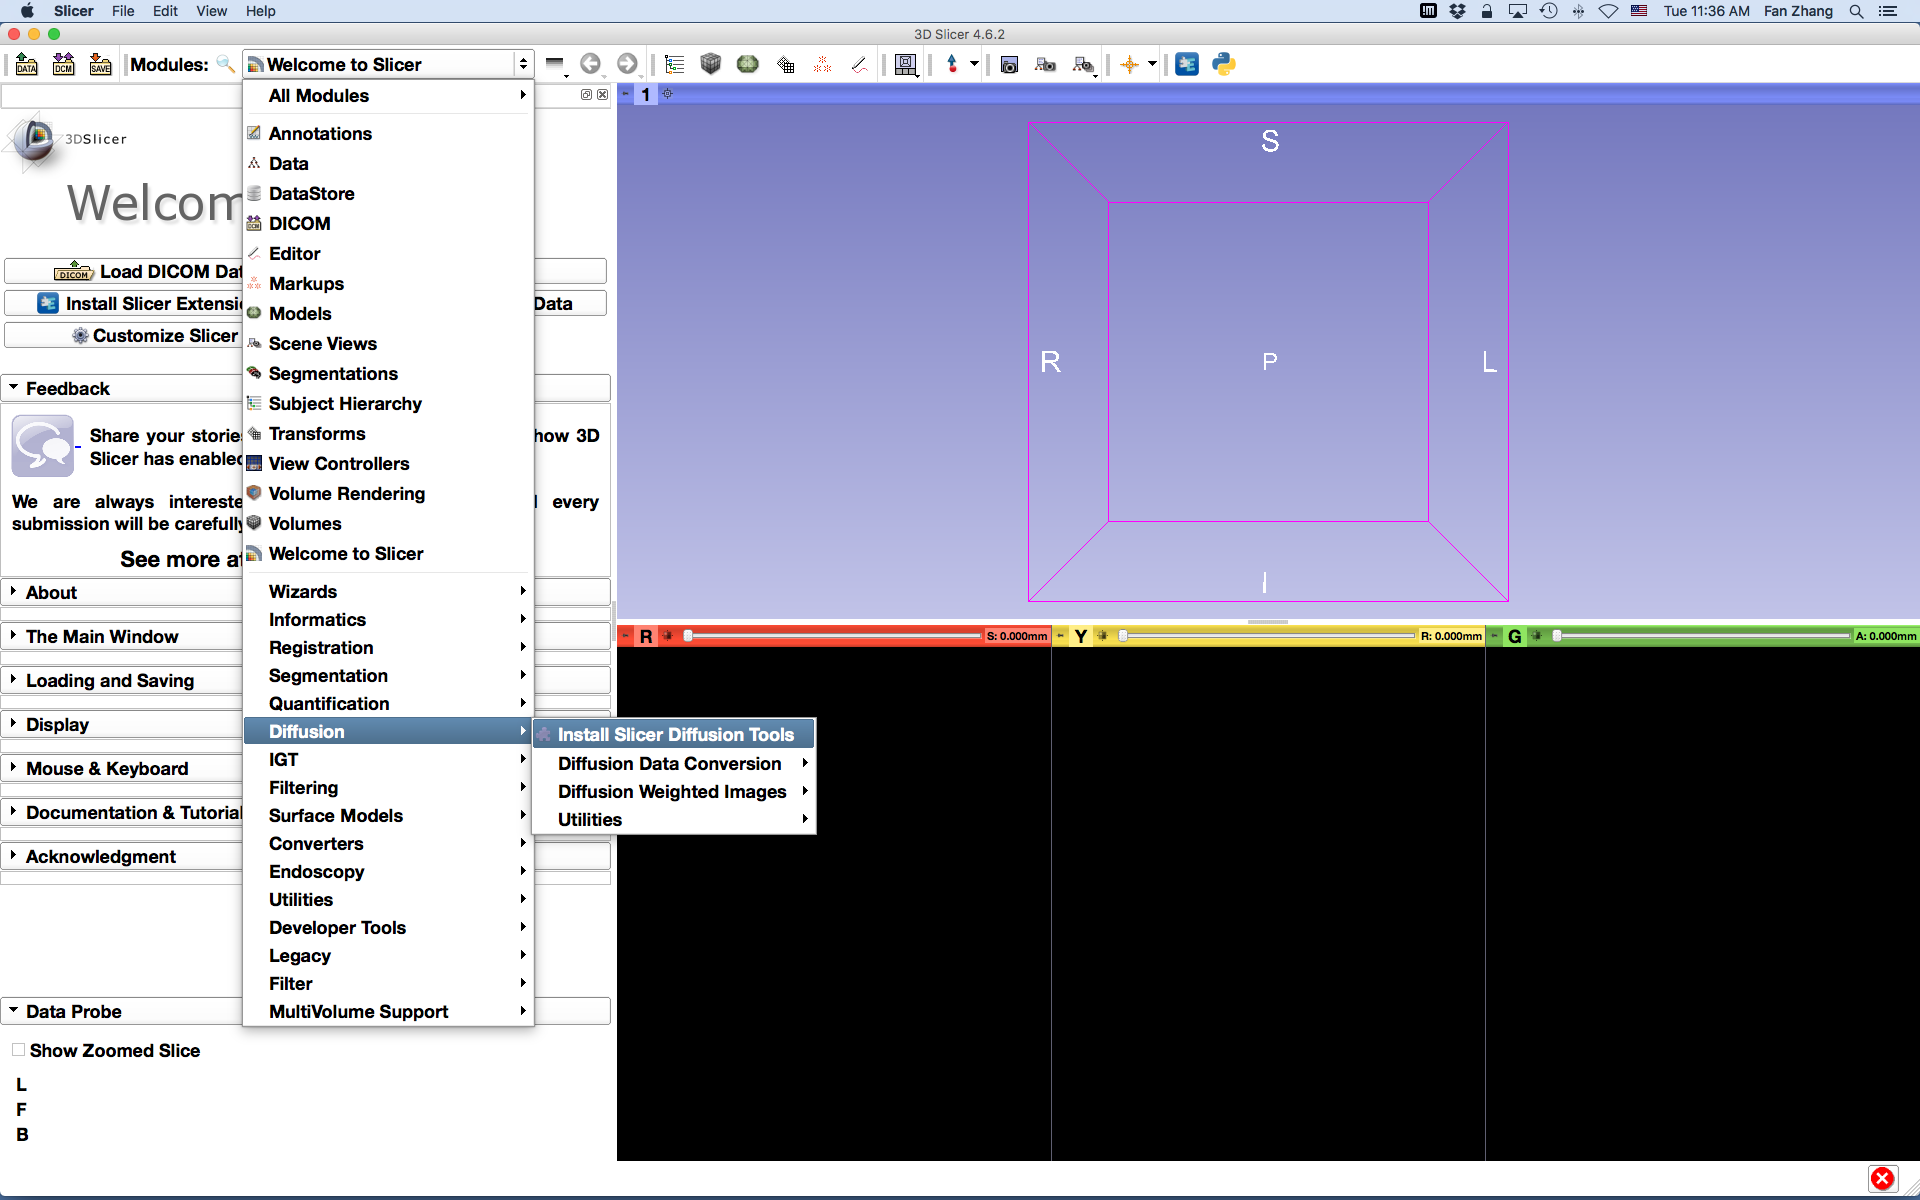 Slicer File Edit View Help
Tue 11:36 AM Fan Zhang
3D Slicer 4.6.2
DATA DCM SAVE Modules: Welcome to Slicer
All Modules
Annotations
Data
DataStore
DICOM
Editor
Markups
Models
Scene Views
Segmentations
Subject Hierarchy
Transforms
View Controllers
Volume Rendering
Volumes
Welcome to Slicer
Wizards
Informatics
Registration
Segmentation
Quantification
Diffusion
IGT
Filtering
Surface Models
Converters
Endoscopy
Utilities
Developer Tools
Legacy
Filter
MultiVolume Support
Install Slicer Diffusion Tools
Diffusion Data Conversion
Diffusion Weighted Images
Utilities
3DSlicer
Welcom
DICOM Load DICOM Dat
Install Slicer Extensi Data
Customize Slicer
Feedback
Share your storie how 3D
Slicer has enabled
We are always intereste every
submission will be carefully
See more at
About
The Main Window
Loading and Saving
Display
Mouse & Keyboard
Documentation & Tutorial
Acknowledgment
Data Probe
Show Zoomed Slice
L
F
B
1
S
R P L
I
R S: 0.000mm Y R: 0.000mm G A: 0.000mm